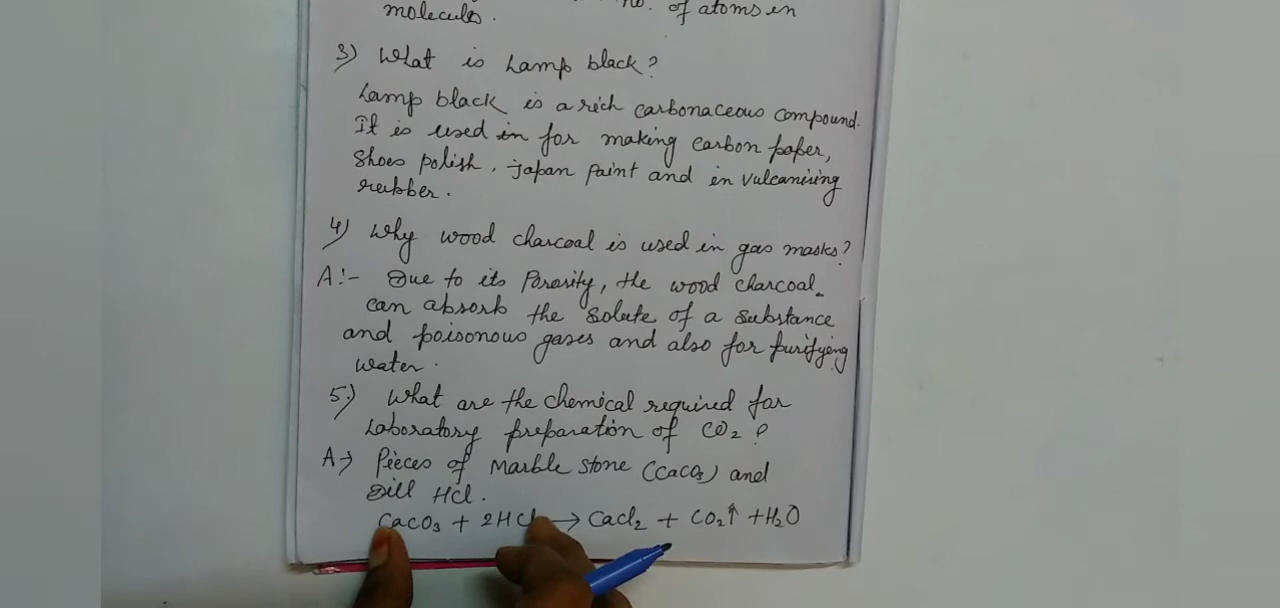 no. of atoms in
molecules.
3) What is Lamp black?
Lamp black is a rich carbonaceous compound.
It is used in for making carbon paper,
Shoes polish, japan paint and in vulcanising
rubber.
4) Why wood charcoal is used in gas masks?
A:- Due to its Porosity, the wood charcoal
can absorb the solute of a substance
and poisonous gases and also for purifying
water.
5) What are the chemical required for
Laboratory preparation of CO₂?
A→ Pieces of Marble stone (CaCO₃) and
Dill HCl.
CaCO₃ + 2HCl → CaCl₂ + CO₂↑ + H₂O